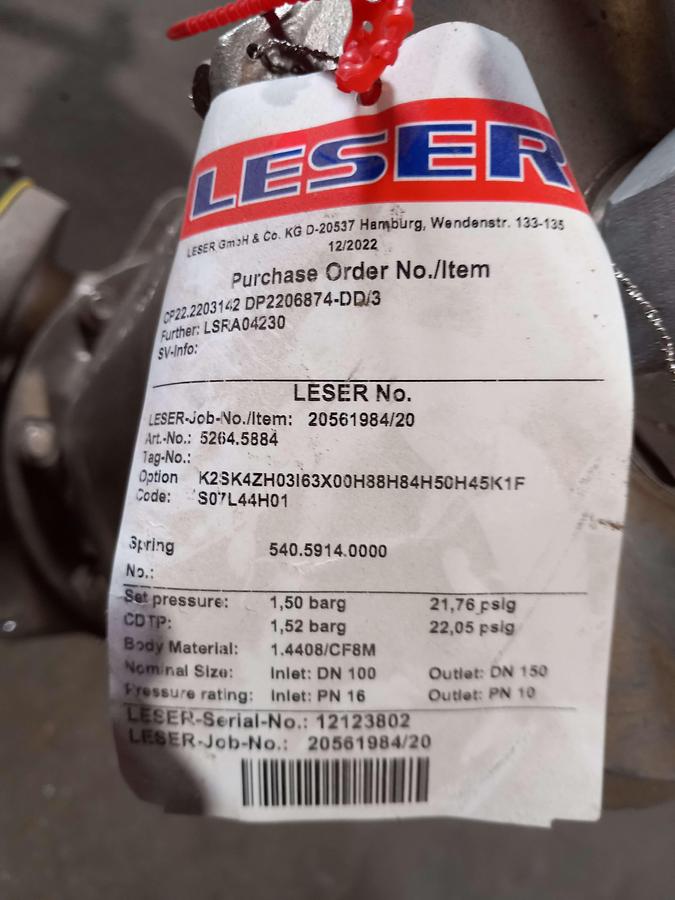 LESER
LESER GmbH & Co. KG D-20537 Hamburg, Wendenstr. 133-135
12/2022
Purchase Order No./Item
CP22.2203142 DP2206874-DD/3
Further: LSRA04230
SV-Info:
LESER No.
LESER-Job-No./Item: 20561984/20
Art.-No.: 5264.5884
Tag-No.:
Option K2SK4ZH03I63X00H88H84H50H45K1F
Code: S07L44H01
Spring 540.5914.0000
No.:
Set pressure: 1,50 barg 21,76 psig
CDTP: 1,52 barg 22,05 psig
Body Material: 1.4408/CF8M
Nominal Size: Inlet: DN 100 Outlet: DN 150
Pressure rating: Inlet: PN 16 Outlet: PN 10
LESER-Serial-No.: 12123802
LESER-Job-No.: 20561984/20